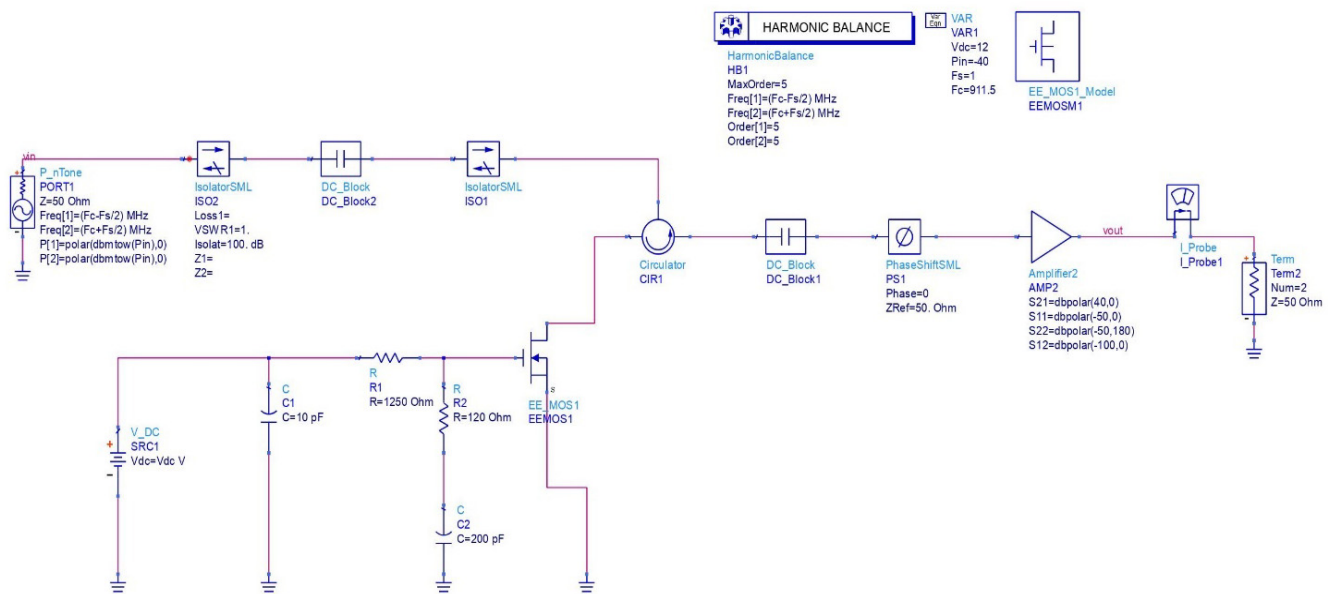 HARMONIC BALANCE
HarmonicBalance
HB1
MaxOrder=5
Freq[1]=(Fc-Fs/2) MHz
Freq[2]=(Fc+Fs/2) MHz
Order[1]=5
Order[2]=5
Var
Eqn
VAR
VAR1
Vdc=12
Pin=-40
Fs=1
Fc=911.5
EE_MOS1_Model
EEMOSM1
vin
P_nTone
PORT1
Z=50 Ohm
Freq[1]=(Fc-Fs/2) MHz
Freq[2]=(Fc+Fs/2) MHz
P[1]=polar(dbmtow(Pin),0)
P[2]=polar(dbmtow(Pin),0)
IsolatorSML
ISO2
Loss1=
VSWR1=1.
Isolat=100. dB
Z1=
Z2=
DC_Block
DC_Block2
IsolatorSML
ISO1
Circulator
CIR1
DC_Block
DC_Block1
PhaseShiftSML
PS1
Phase=0
ZRef=50. Ohm
Amplifier2
AMP2
S21=dbpolar(40,0)
S11=dbpolar(-50,0)
S22=dbpolar(-50,180)
S12=dbpolar(-100,0)
vout
I_Probe
I_Probe1
Term
Term2
Num=2
Z=50 Ohm
V_DC
SRC1
Vdc=Vdc V
C
C1
C=10 pF
R
R1
R=1250 Ohm
R
R2
R=120 Ohm
C
C2
C=200 pF
S
EE_MOS1
EEMOS1